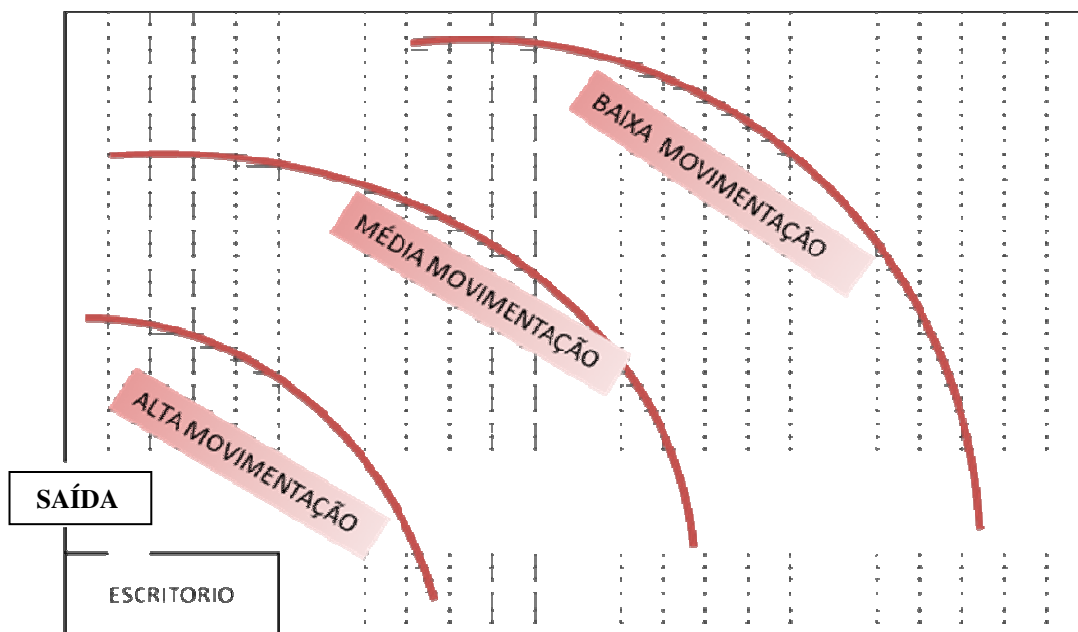 BAIXA MOVIMENTAÇÃO
MÉDIA MOVIMENTAÇÃO
ALTA MOVIMENTAÇÃO
SAÍDA
ESCRITORIO